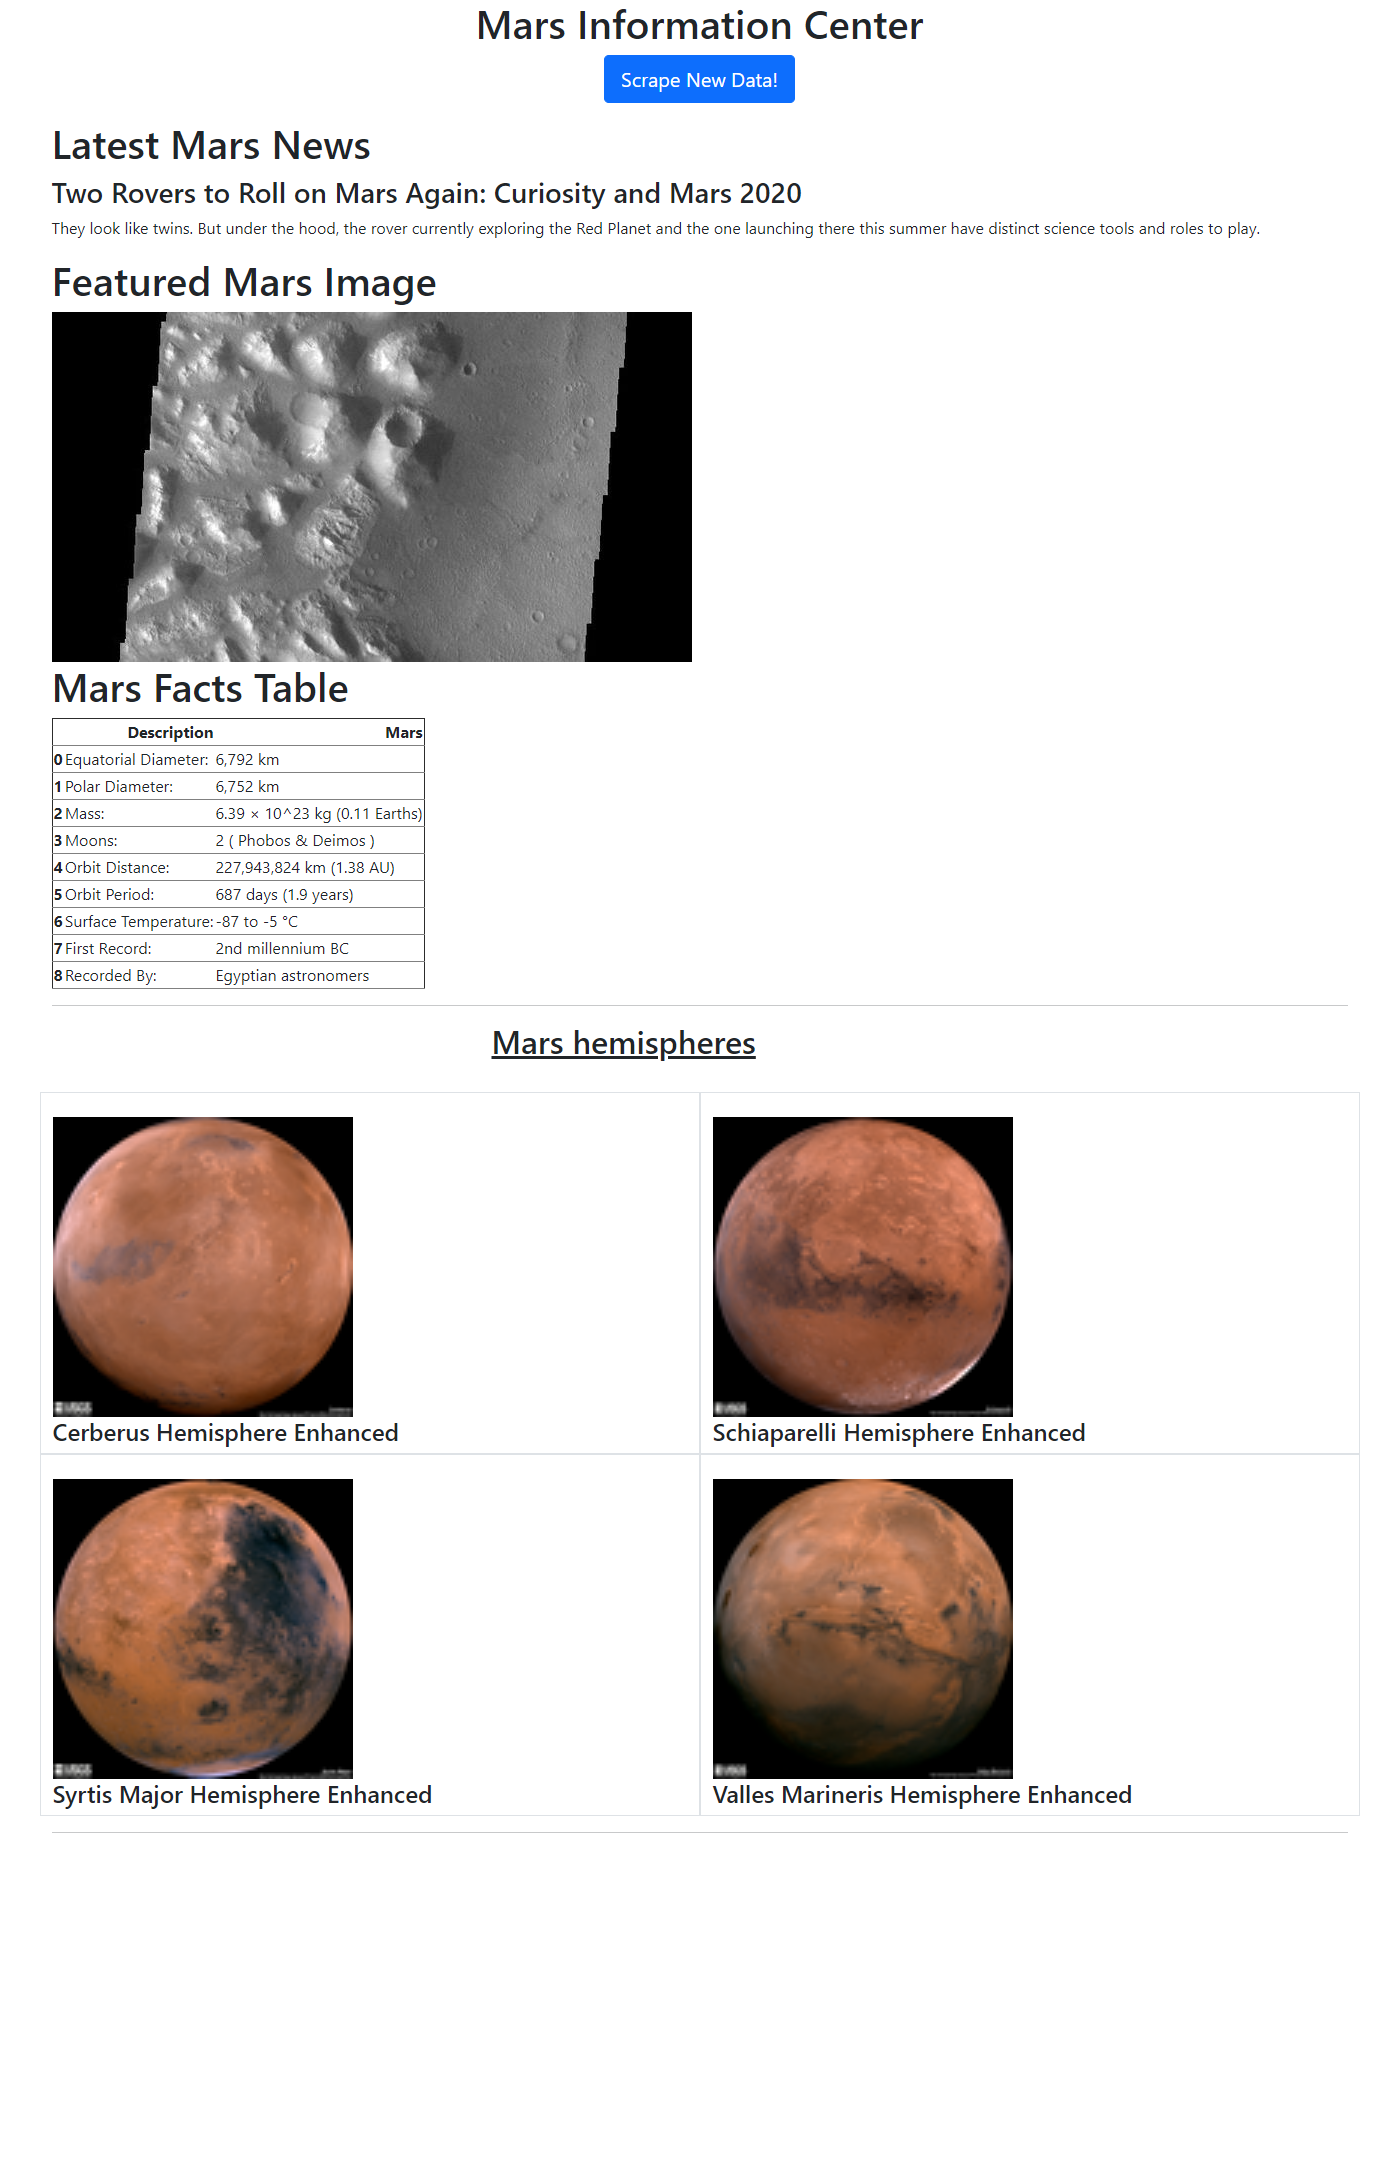 Mars Information Center
Scrape New Data!
Latest Mars News
Two Rovers to Roll on Mars Again: Curiosity and Mars 2020
They look like twins. But under the hood, the rover currently exploring the Red Planet and the one launching there this summer have distinct science tools and roles to play.
Featured Mars Image
Mars Facts Table
Description Mars
0 Equatorial Diameter: 6,792 km
1 Polar Diameter: 6,752 km
2 Mass: 6.39 × 10^23 kg (0.11 Earths)
3 Moons: 2 ( Phobos & Deimos )
4 Orbit Distance: 227,943,824 km (1.38 AU)
5 Orbit Period: 687 days (1.9 years)
6 Surface Temperature: -87 to -5 °C
7 First Record: 2nd millennium BC
8 Recorded By: Egyptian astronomers
Mars hemispheres
USGS
USGS
Cerberus Hemisphere Enhanced
Schiaparelli Hemisphere Enhanced
USGS
USGS
Syrtis Major Hemisphere Enhanced
Valles Marineris Hemisphere Enhanced